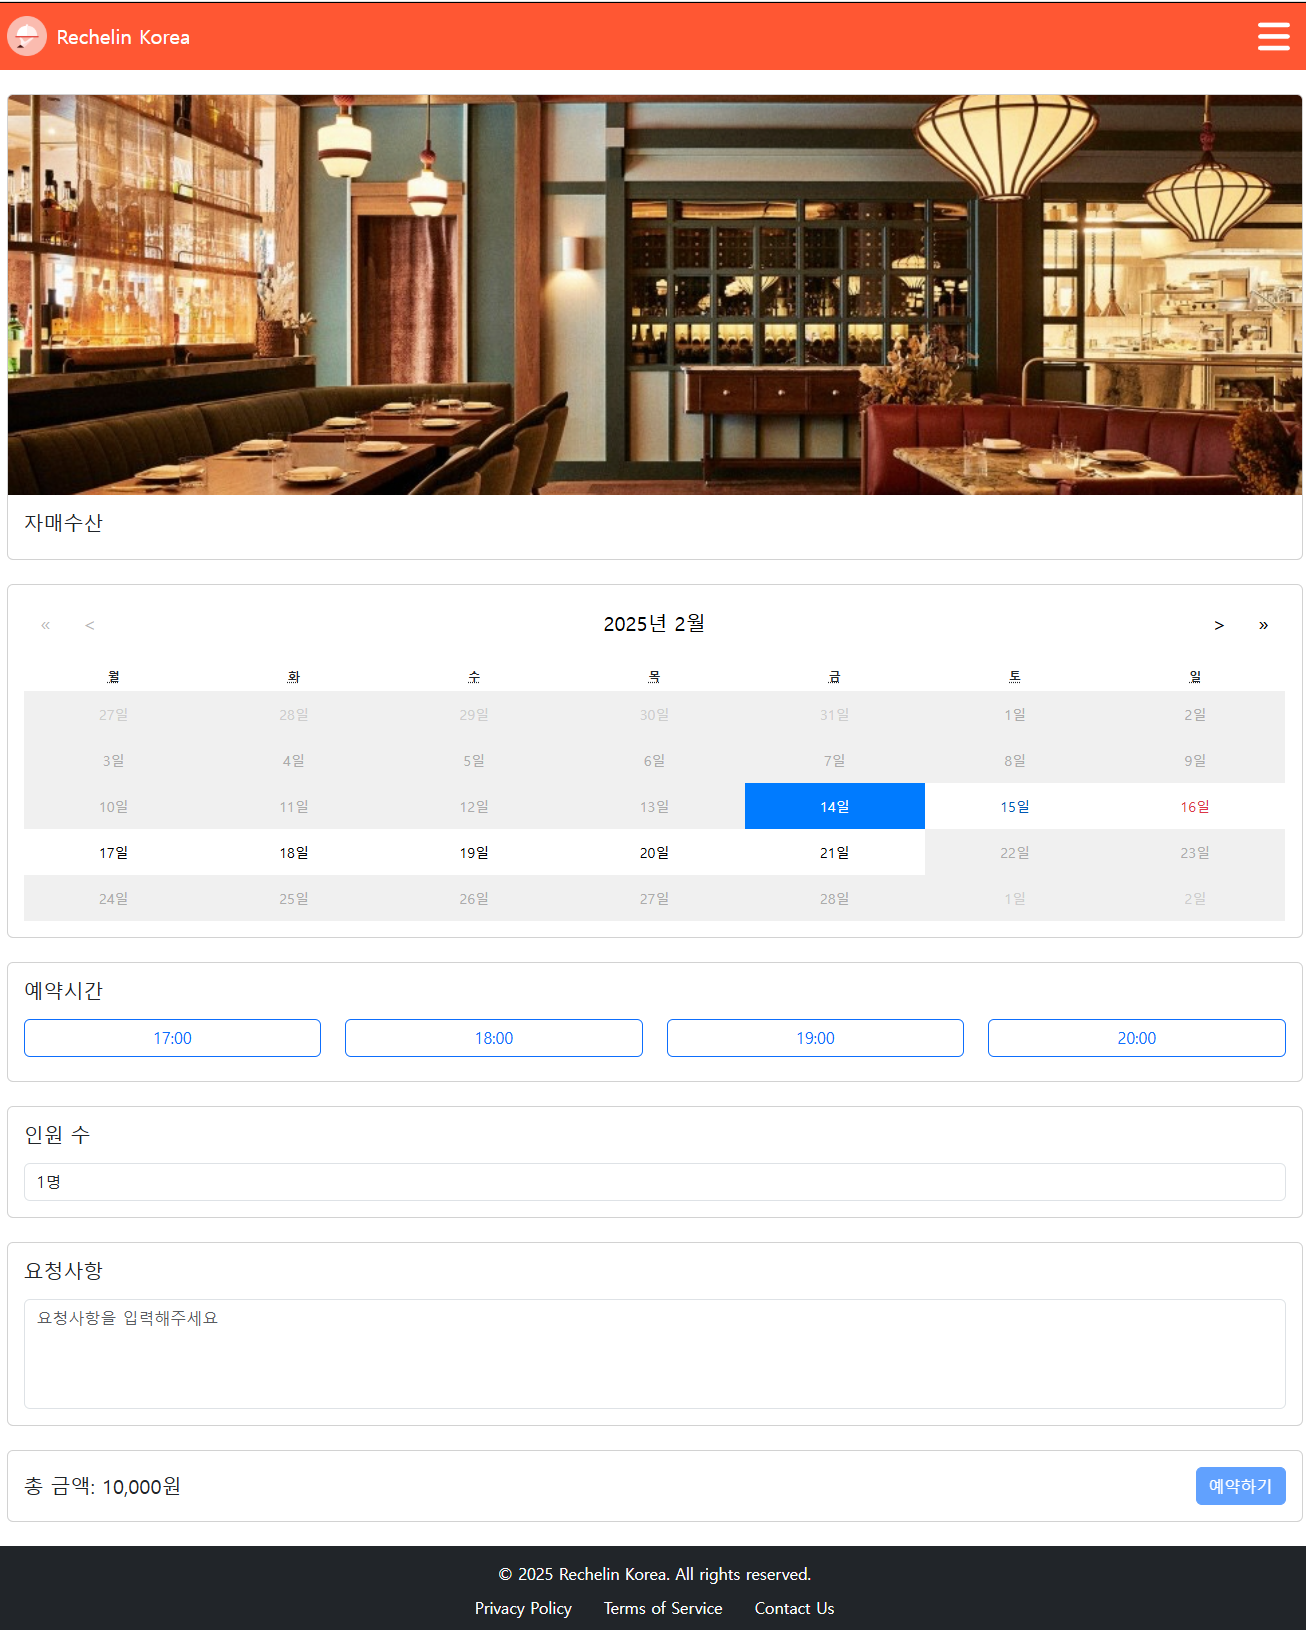 Rechelin Korea
자매수산
« < 2025년 2월 > »
월 화 수 목 금 토 일
27일 28일 29일 30일 31일 1일 2일
3일 4일 5일 6일 7일 8일 9일
10일 11일 12일 13일 14일 15일 16일
17일 18일 19일 20일 21일 22일 23일
24일 25일 26일 27일 28일 1일 2일
예약시간
17:00 18:00 19:00 20:00
인원 수
1명
요청사항
요청사항을 입력해주세요
총 금액: 10,000원 예약하기
© 2025 Rechelin Korea. All rights reserved.
Privacy Policy Terms of Service Contact Us